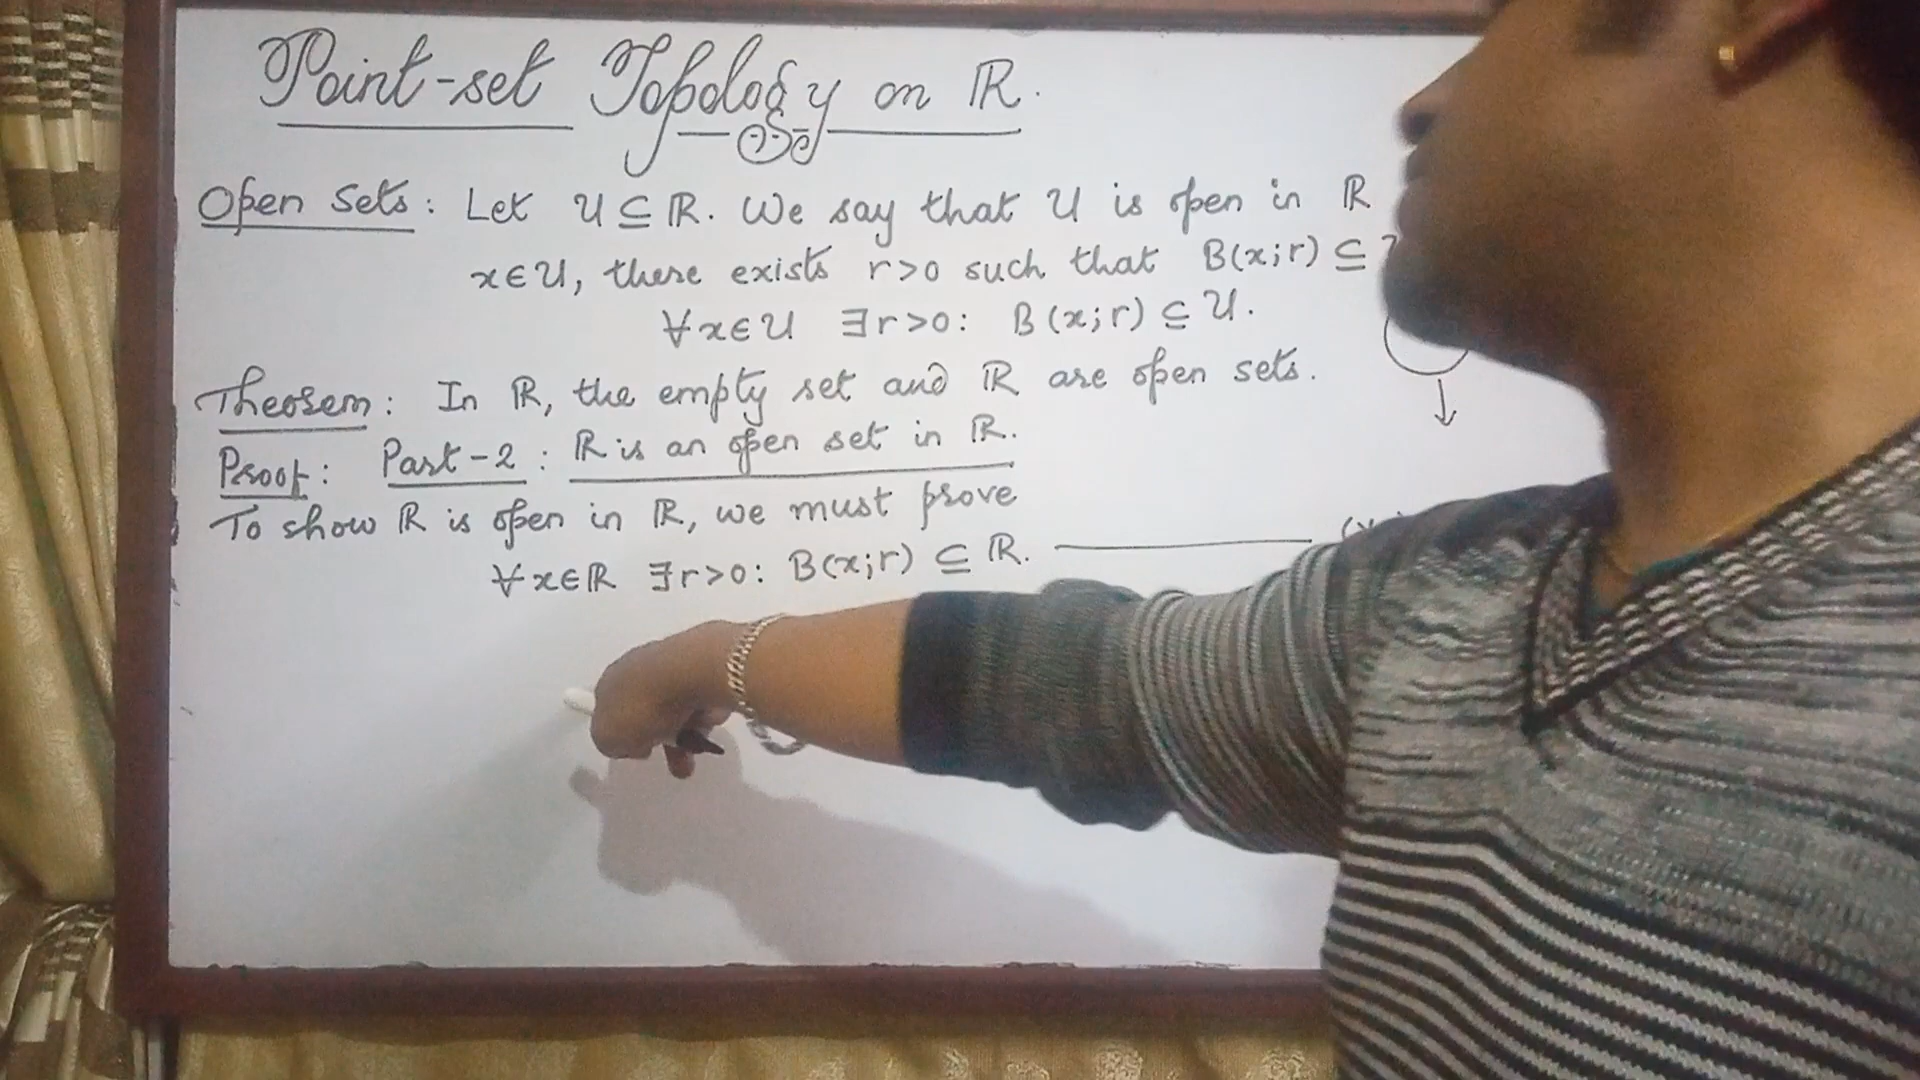 Point-set Topology on ℝ.
Open Sets: Let U ⊆ ℝ. We say that U is open in ℝ
x ∈ U, there exists r > 0 such that B(x; r) ⊆
∀ x ∈ U ∃ r > 0: B(x; r) ⊆ U.
Theorem: In ℝ, the empty set and ℝ are open sets.
Proof: Part-2: ℝ is an open set in ℝ.
To show ℝ is open in ℝ, we must prove
∀ x ∈ ℝ ∃ r > 0: B(x; r) ⊆ ℝ.